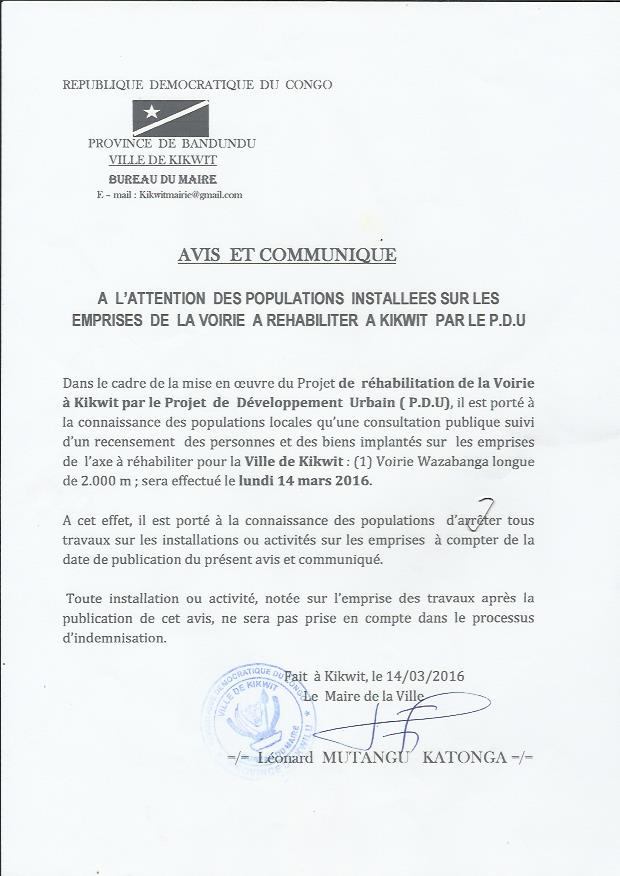 REPUBLIQUE DEMOCRATIQUE DU CONGO
PROVINCE DE BANDUNDU
VILLE DE KIKWIT
BUREAU DU MAIRE
E – mail : Kikwitmairie@gmail.com
AVIS ET COMMUNIQUE
A L'ATTENTION DES POPULATIONS INSTALLEES SUR LES
EMPRISES DE LA VOIRIE A REHABILITER A KIKWIT PAR LE P.D.U
Dans le cadre de la mise en œuvre du Projet de réhabilitation de la Voirie
à Kikwit par le Projet de Développement Urbain ( P.D.U), il est porté à
la connaissance des populations locales qu'une consultation publique suivi
d'un recensement des personnes et des biens implantés sur les emprises
de l'axe à réhabiliter pour la Ville de Kikwit : (1) Voirie Wazabanga longue
de 2.000 m ; sera effectué le lundi 14 mars 2016.
A cet effet, il est porté à la connaissance des populations d'arrêter tous
travaux sur les installations ou activités sur les emprises à compter de la
date de publication du présent avis et communiqué.
Toute installation ou activité, notée sur l'emprise des travaux après la
publication de cet avis, ne sera pas prise en compte dans le processus
d'indemnisation.
Fait à Kikwit, le 14/03/2016
Le Maire de la Ville
=/= Léonard MUTANGU KATONGA =/=
VILLE DE KIKWIT